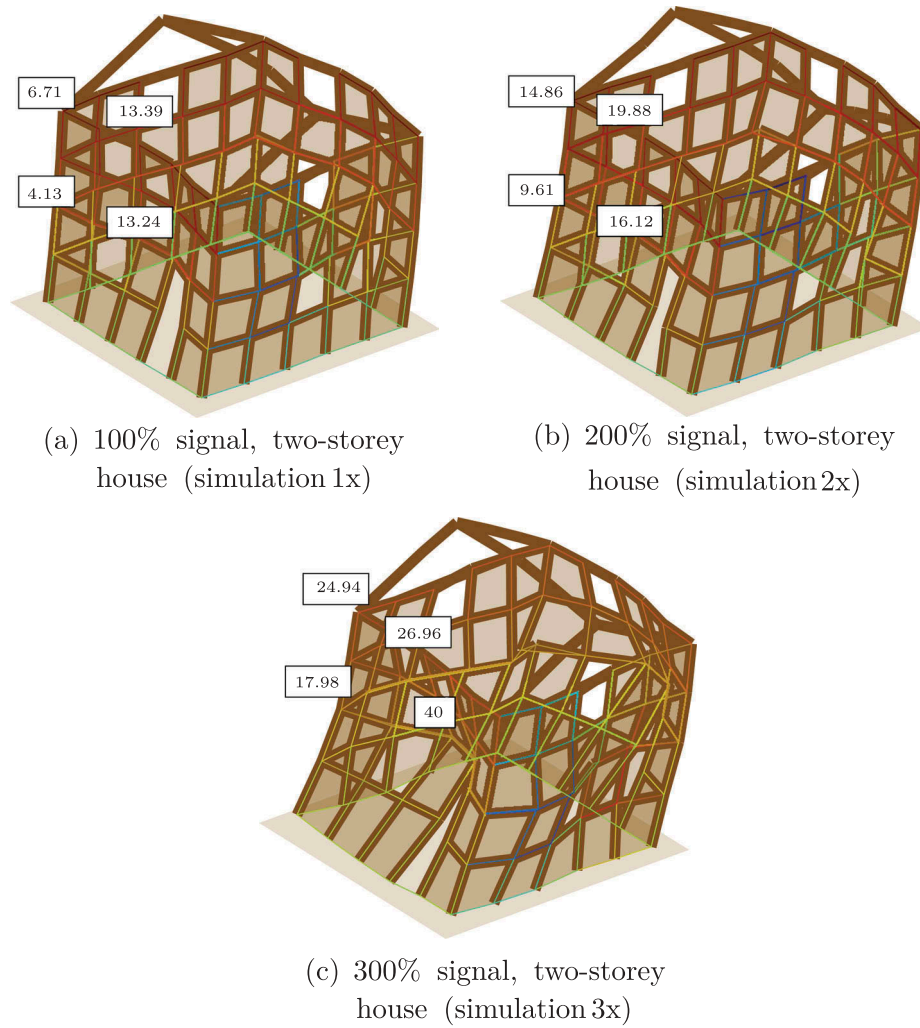 6.71
13.39
4.13
13.24
14.86
19.88
9.61
16.12
(a) 100% signal, two-storey
house (simulation 1x)
(b) 200% signal, two-storey
house (simulation 2x)
24.94
26.96
17.98
40
(c) 300% signal, two-storey
house (simulation 3x)